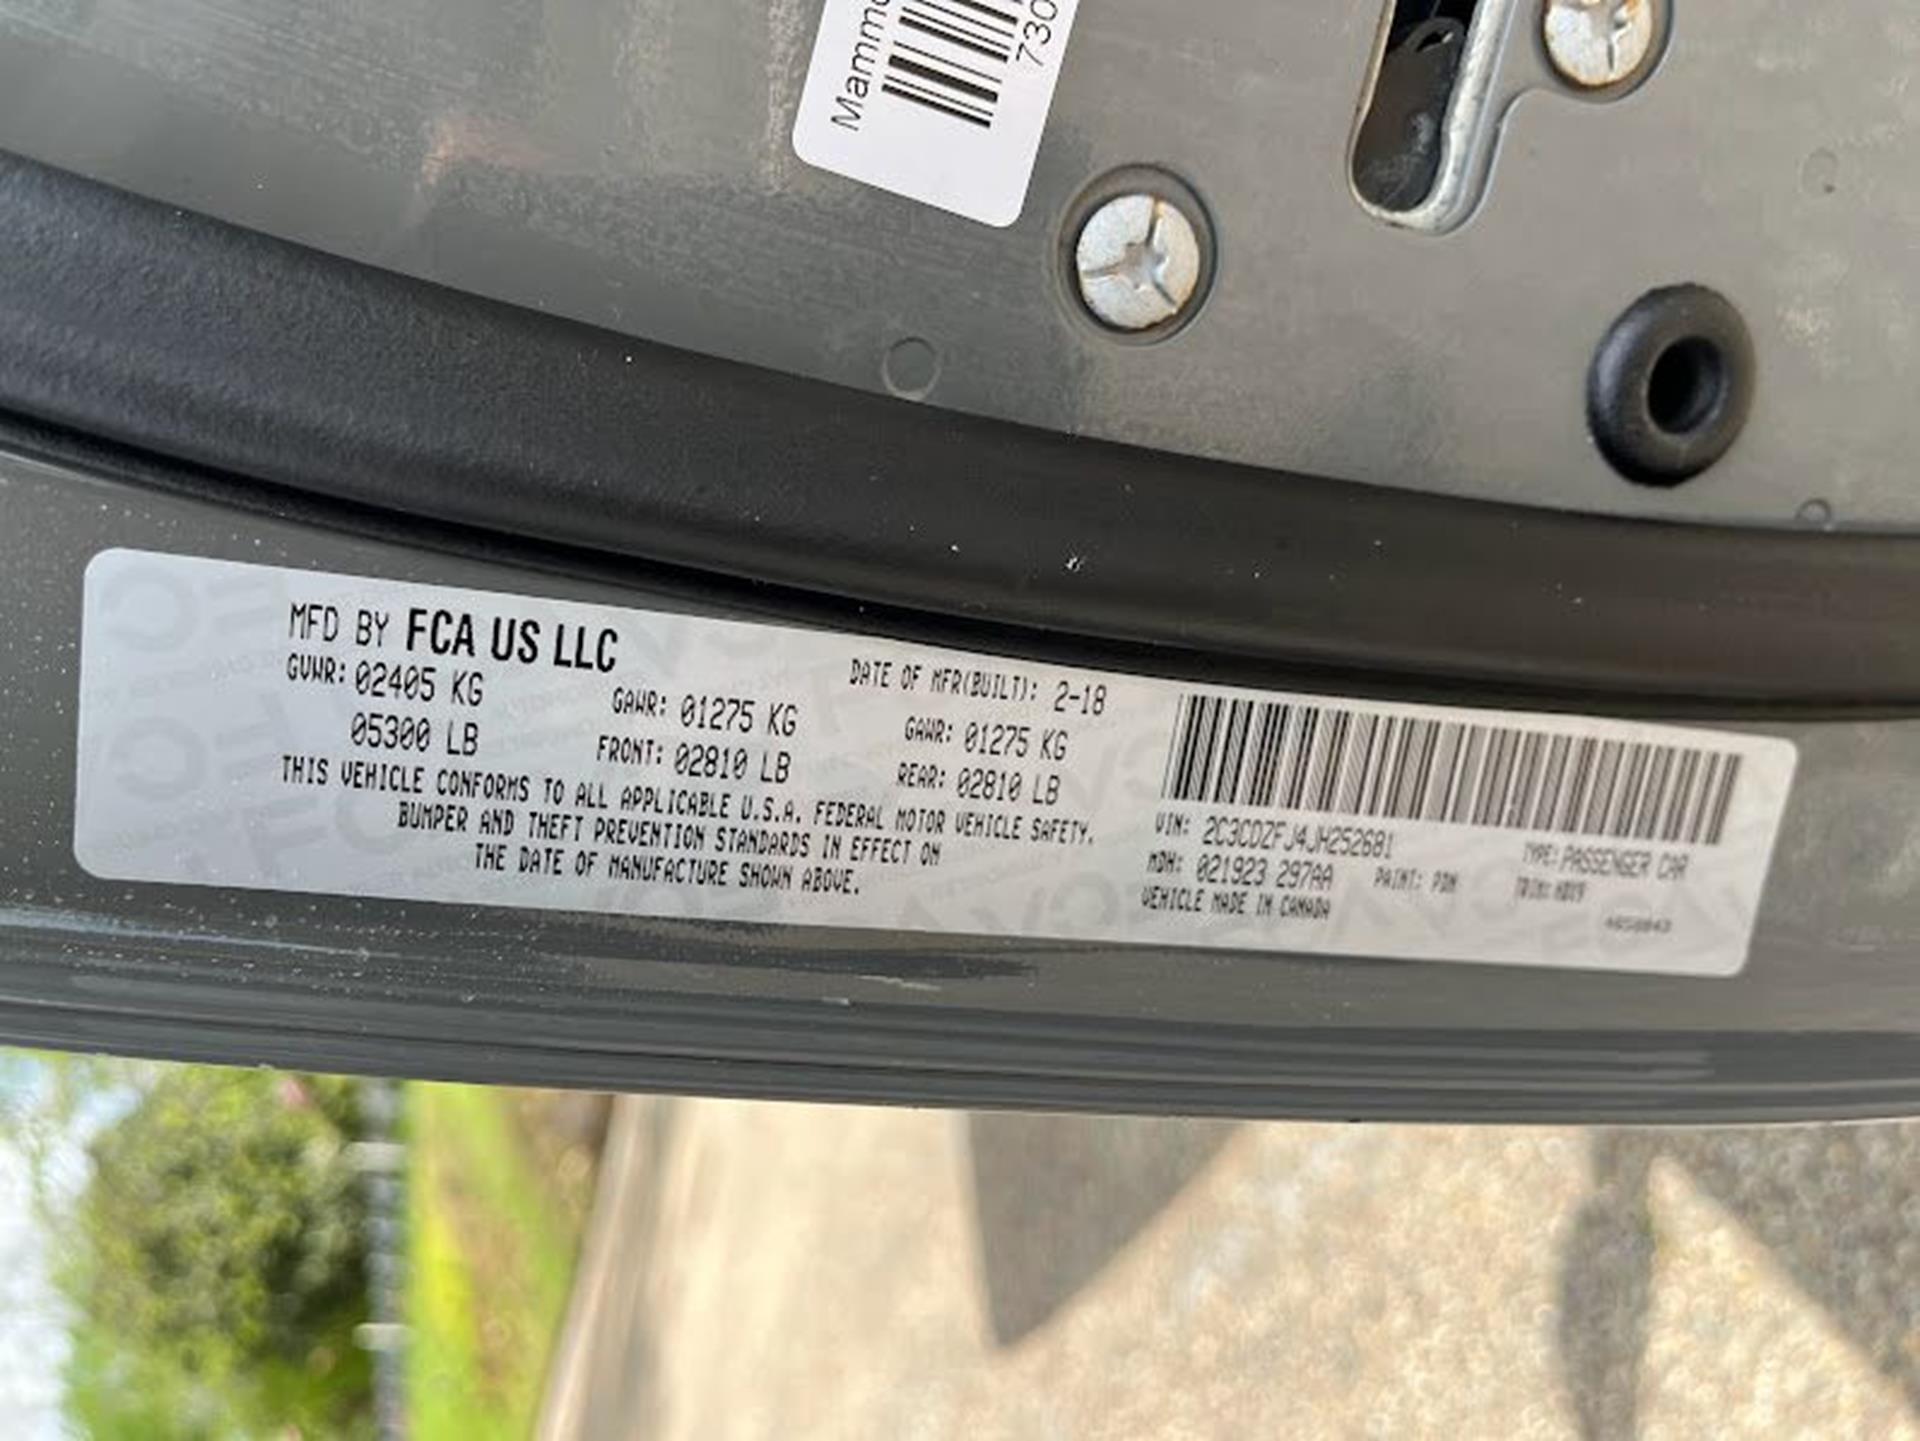 730
MFD BY FCA US LLC
DATE OF MFR(BUILT): 2-18
GVWR: 02405 KG
05300 LB
GAWR: 01275 KG
FRONT: 02810 LB
GAWR: 01275 KG
REAR: 02810 LB
THIS VEHICLE CONFORMS TO ALL APPLICABLE U.S.A. FEDERAL MOTOR VEHICLE SAFETY,
BUMPER AND THEFT PREVENTION STANDARDS IN EFFECT ON
THE DATE OF MANUFACTURE SHOWN ABOVE.
VIN: 2C3CDZFJ4JH252681
TYPE: PASSENGER CAR
MDH: 021923 297AA
PAINT: PDN
TRIM:
VEHICLE MADE IN CANADA